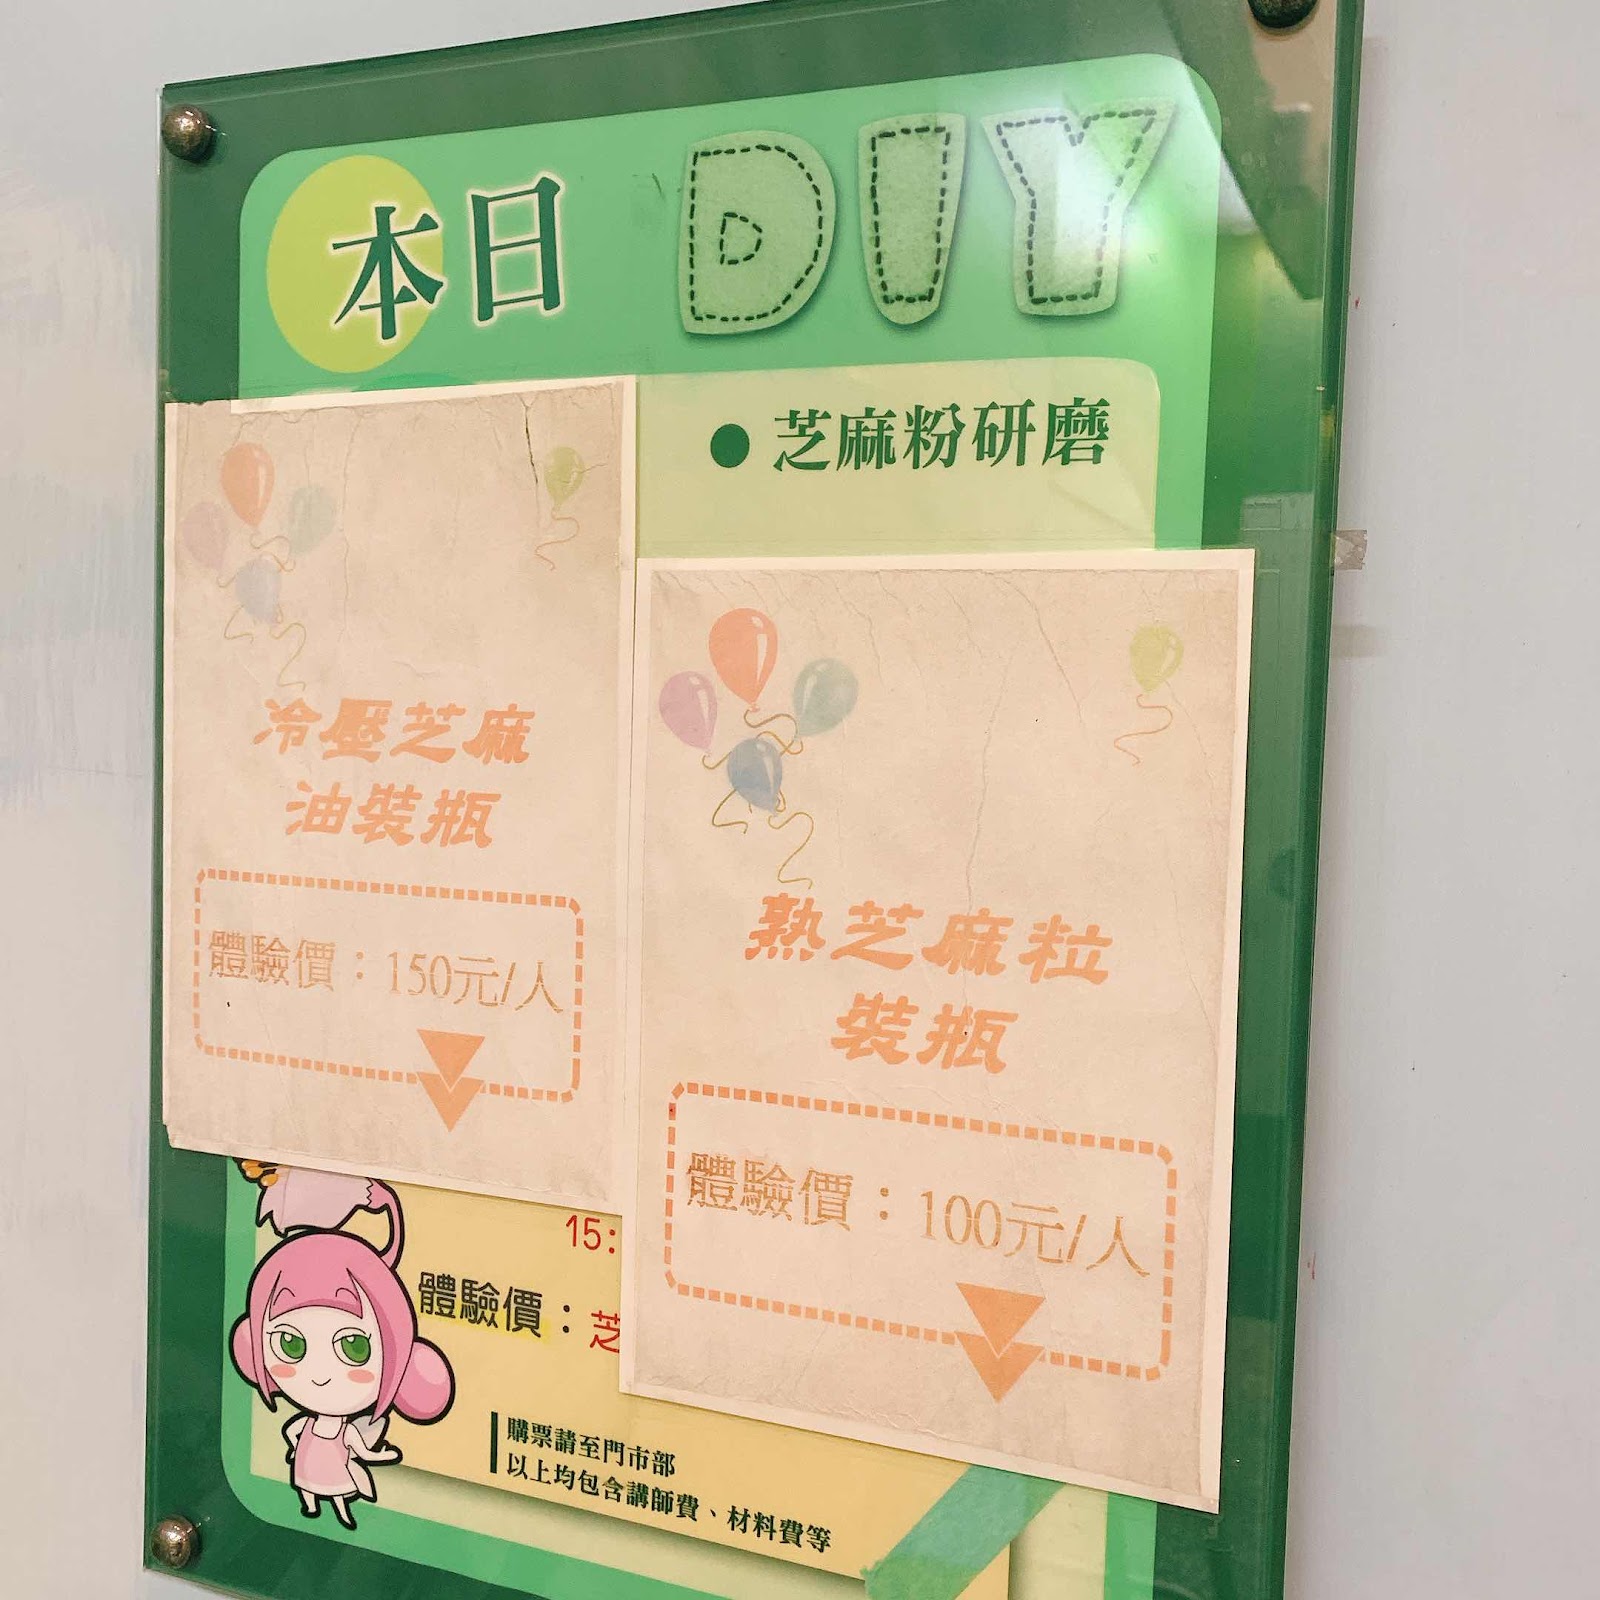 本日 DIY
● 芝麻粉研磨
冷壓芝麻
油裝瓶
體驗價：150元/人
熟芝麻粒
裝瓶
體驗價：100元/人
15:
體驗價：芝
購票請至門市部
以上均包含講師費、材料費等